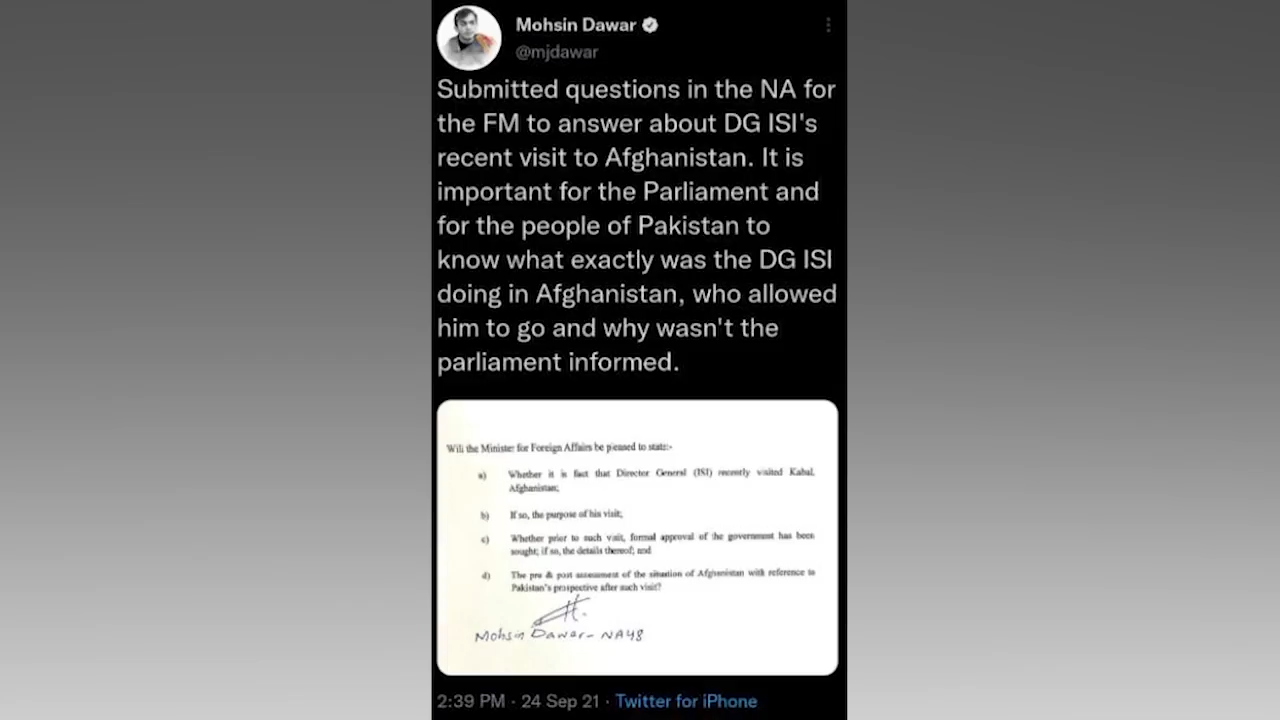 Mohsin Dawar
@mjdawar
Submitted questions in the NA for
the FM to answer about DG ISI's
recent visit to Afghanistan. It is
important for the Parliament and
for the people of Pakistan to
know what exactly was the DG ISI
doing in Afghanistan, who allowed
him to go and why wasn't the
parliament informed.
Will the Minister for Foreign Affairs be pleased to state:-
a) Whether it is fact that Director General (ISI) recently visited Kabul,
Afghanistan;
b) If so, the purpose of his visit;
c) Whether prior to such visit, formal approval of the government has been
sought; if so, the details thereof; and
d) The pre & post assessment of the situation of Afghanistan with reference to
Pakistan's prospective after such visit?
Mohsin Dawar- NA48
2:39 PM · 24 Sep 21 · Twitter for iPhone